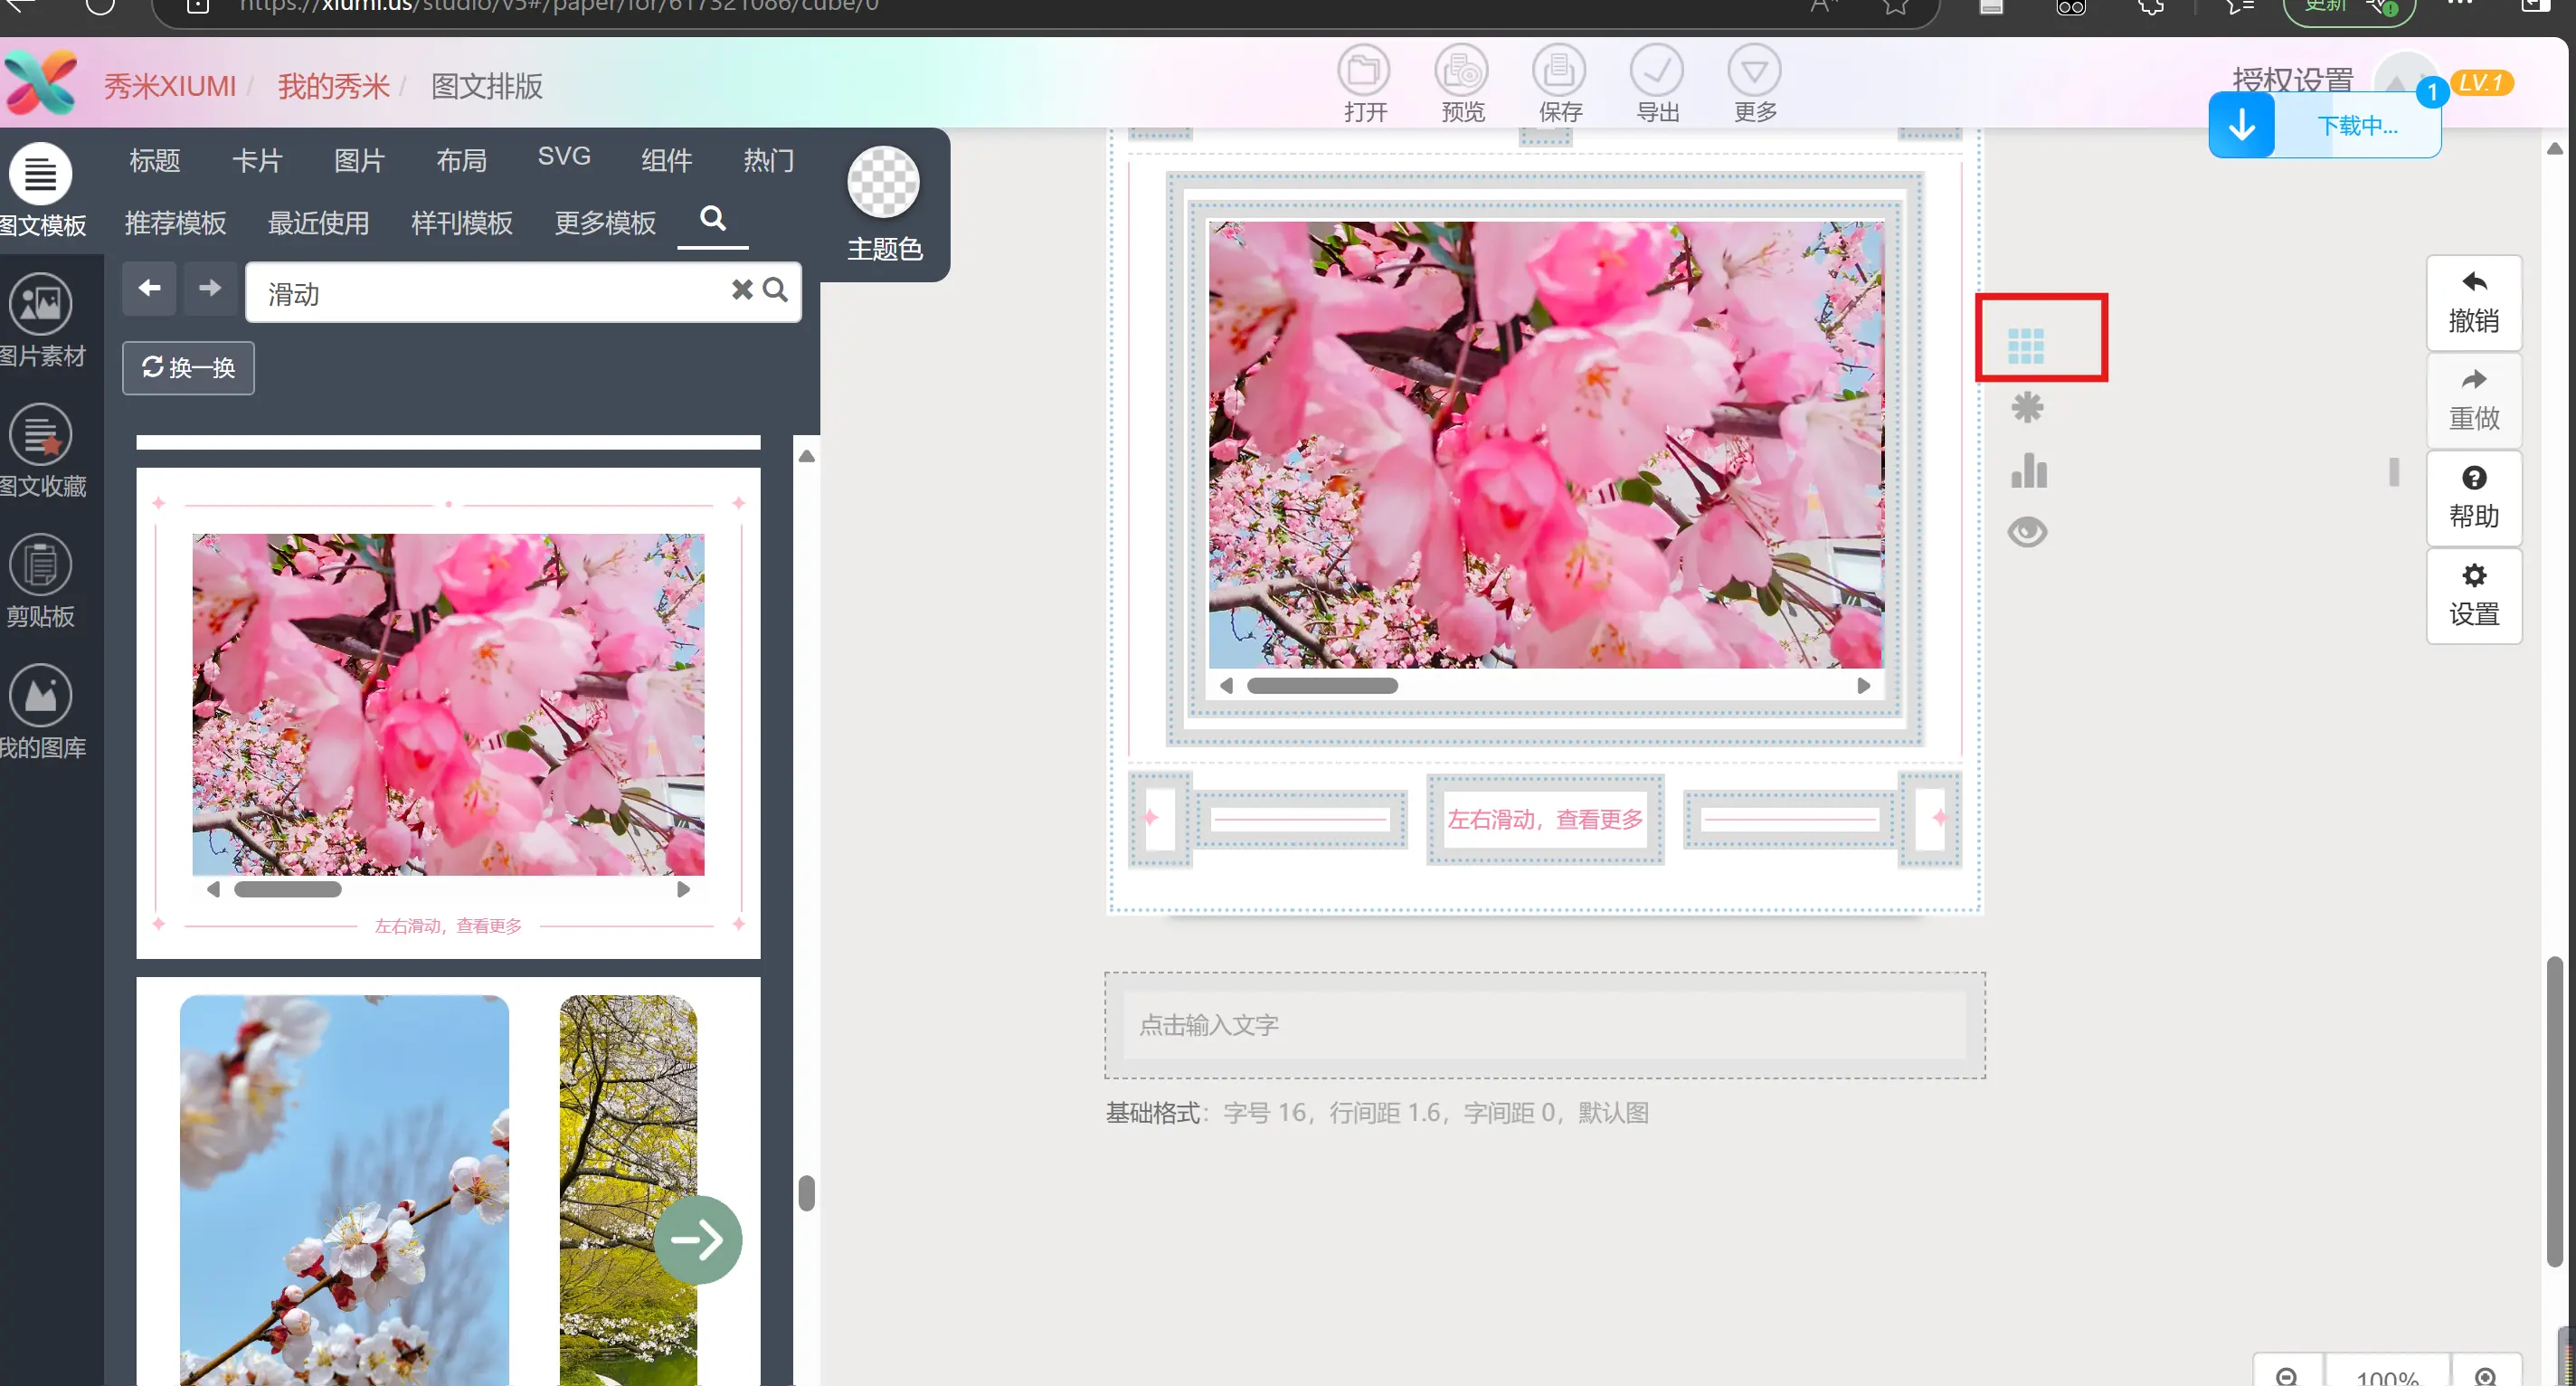 https://xiumi.us/studio/v5#/paper/for/617321086/cube/0
更新
秀米XIUMI / 我的秀米 / 图文排版
打开 预览 保存 导出 更多
授权设置 LV.1
1
下载中...
图文模板
图片素材
图文收藏
剪贴板
我的图库
标题 卡片 图片 布局 SVG 组件 热门
推荐模板 最近使用 样刊模板 更多模板
主题色
滑动
换一换
左右滑动，查看更多
左右滑动，查看更多
点击输入文字
基础格式：字号 16，行间距 1.6，字间距 0，默认图
撤销
重做
帮助
设置
100%